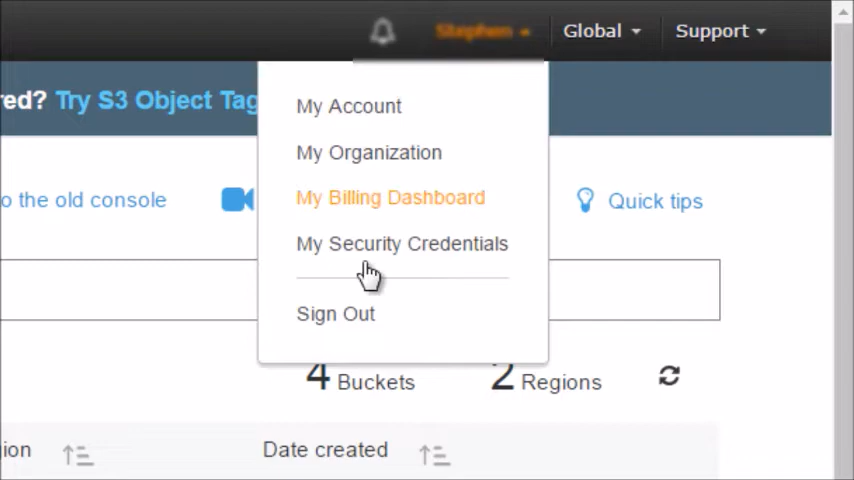 Stephen Global Support
red? Try S3 Object Tag
My Account
My Organization
o the old console
My Billing Dashboard
Quick tips
My Security Credentials
Sign Out
4 Buckets 2 Regions
gion Date created